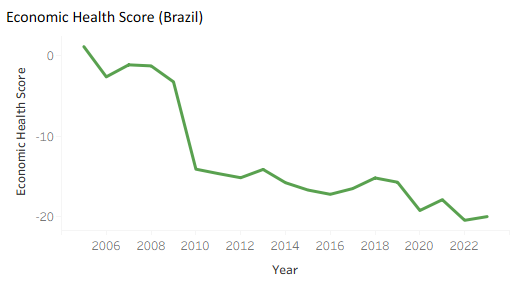 Economic Health Score (Brazil)
Economic Health Score
0
-10
-20
2006 2008 2010 2012 2014 2016 2018 2020 2022
Year